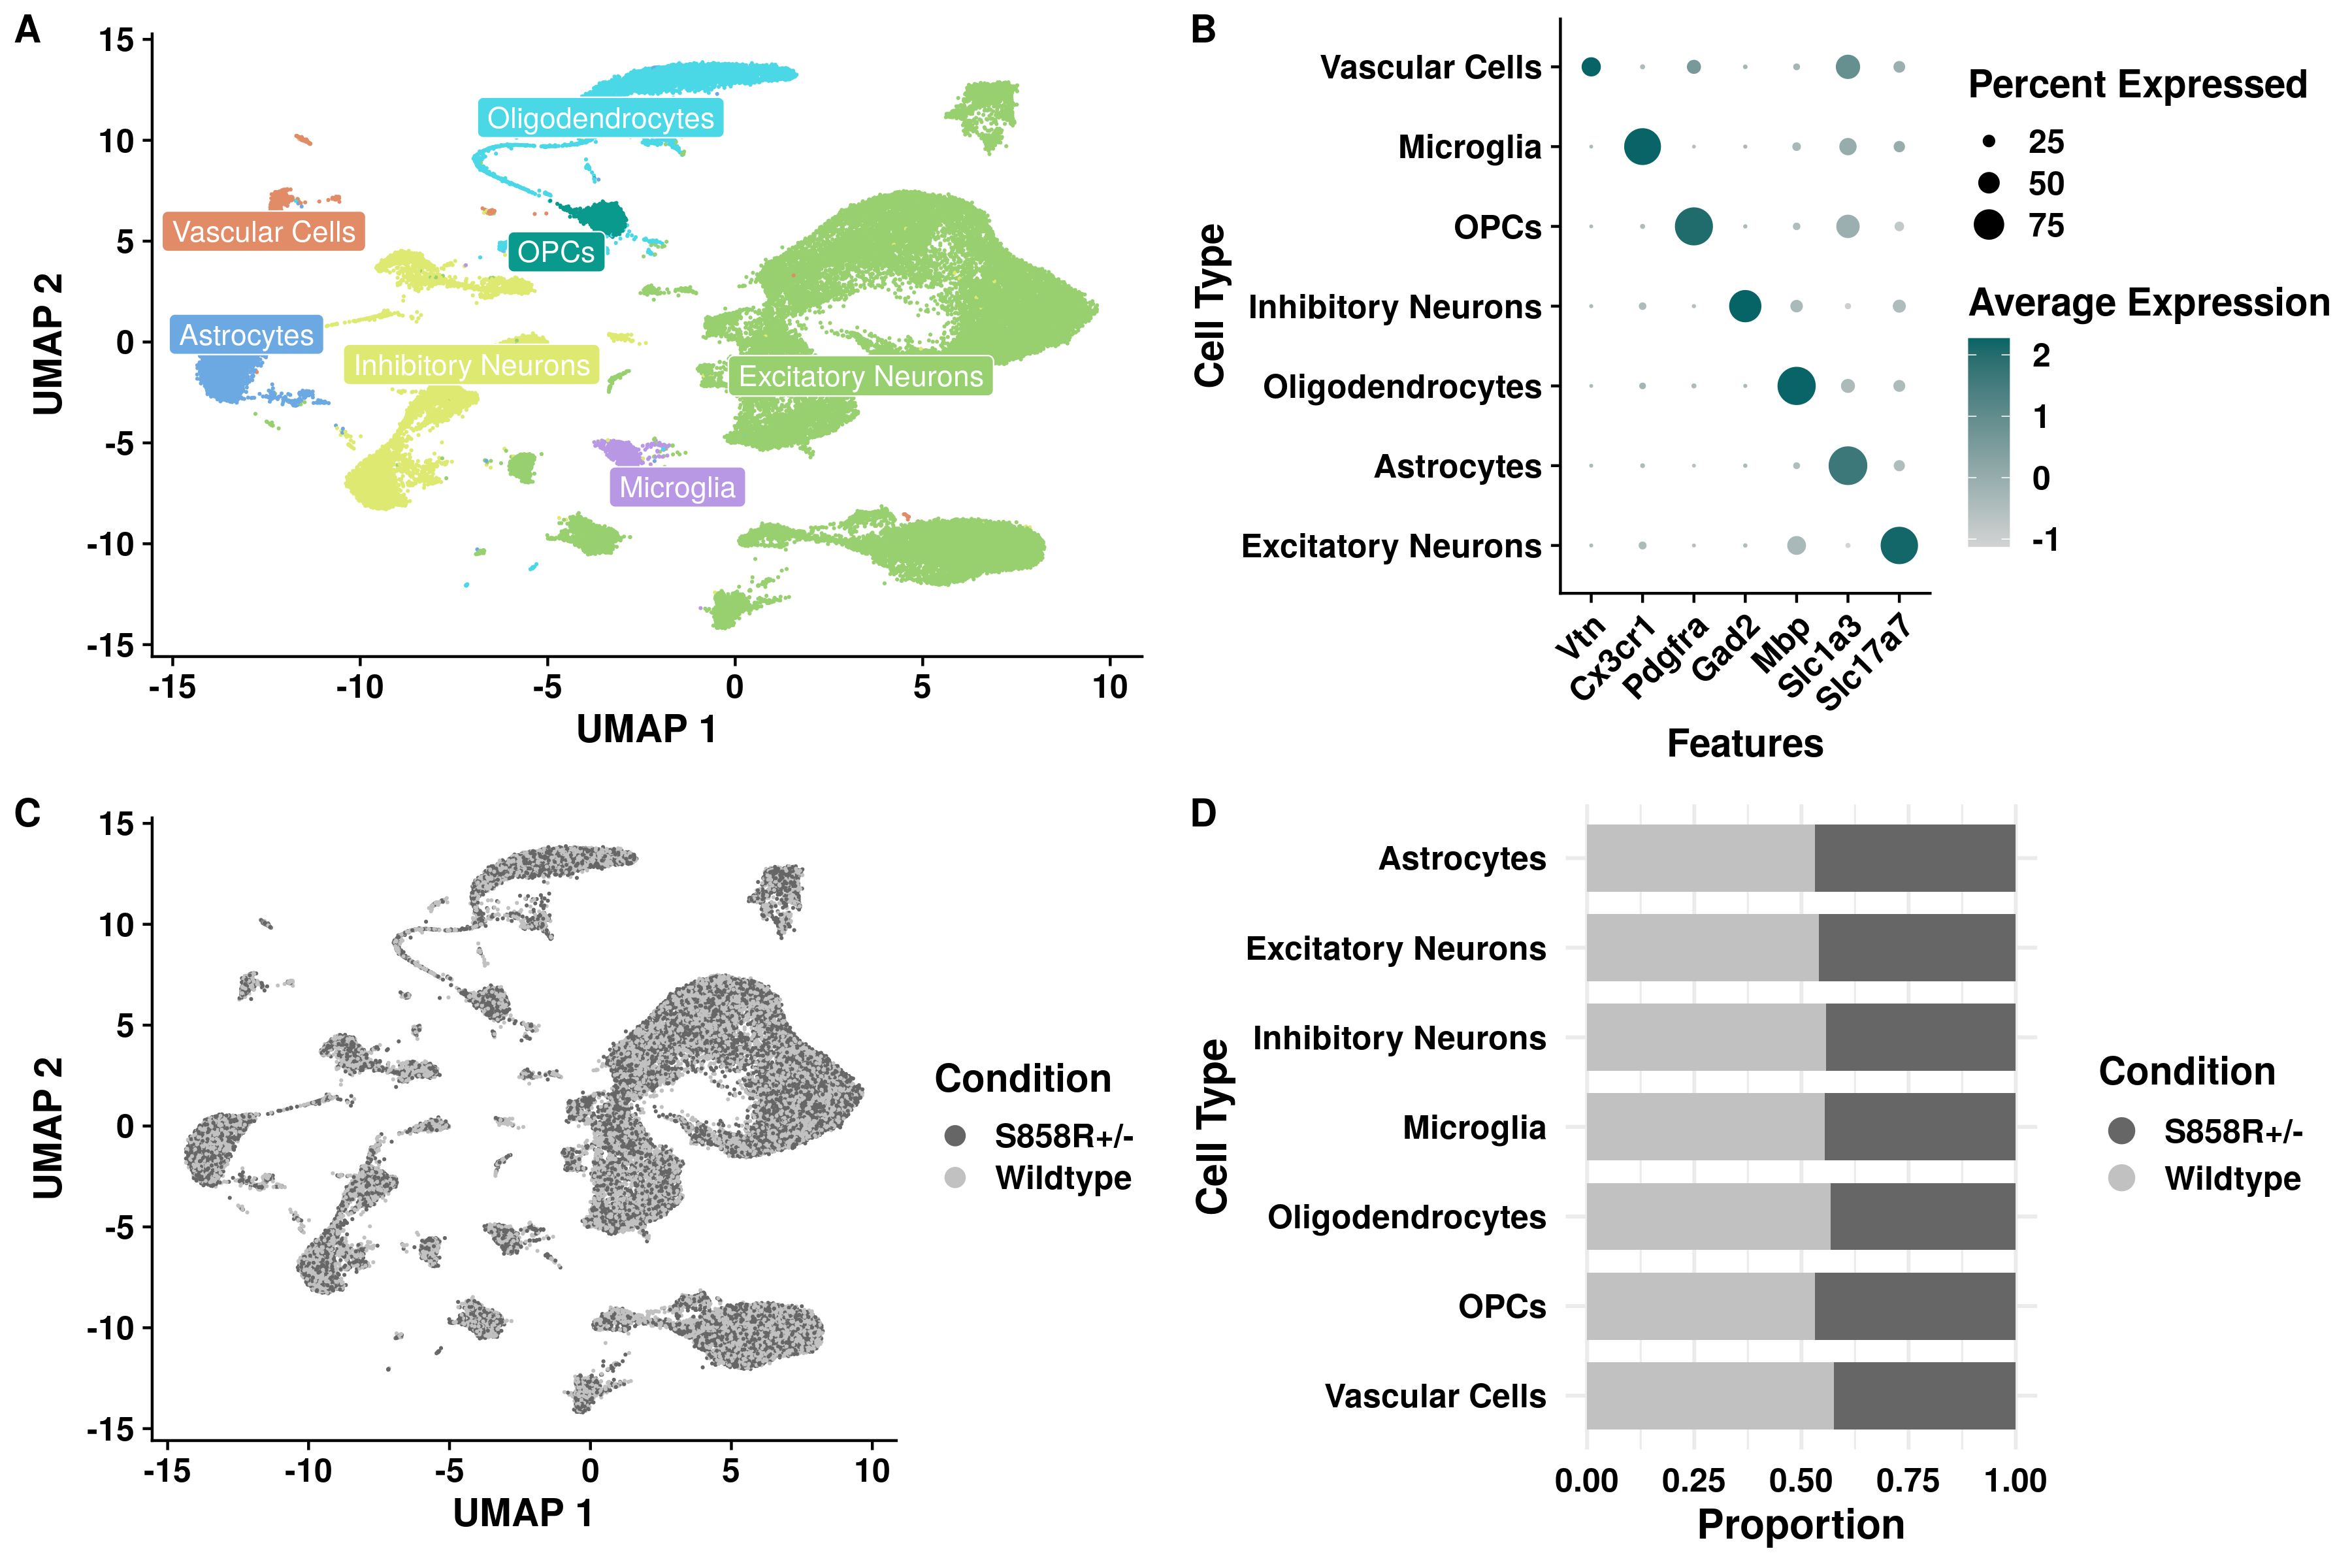 A
15
10
5
0
-5
-10
-15
UMAP 2
Oligodendrocytes
Vascular Cells
OPCs
Astrocytes
Inhibitory Neurons
Excitatory Neurons
Microglia
-15 -10 -5 0 5 10
UMAP 1
B
Cell Type
Vascular Cells
Microglia
OPCs
Inhibitory Neurons
Oligodendrocytes
Astrocytes
Excitatory Neurons
Vtn
Cx3cr1
Pdgfra
Gad2
Mbp
Slc1a3
Slc17a7
Features
Percent Expressed
25
50
75
Average Expression
2
1
0
-1
C
15
10
5
0
-5
-10
-15
UMAP 2
-15 -10 -5 0 5 10
UMAP 1
Condition
S858R+/-
Wildtype
D
Cell Type
Astrocytes
Excitatory Neurons
Inhibitory Neurons
Microglia
Oligodendrocytes
OPCs
Vascular Cells
0.00 0.25 0.50 0.75 1.00
Proportion
Condition
S858R+/-
Wildtype